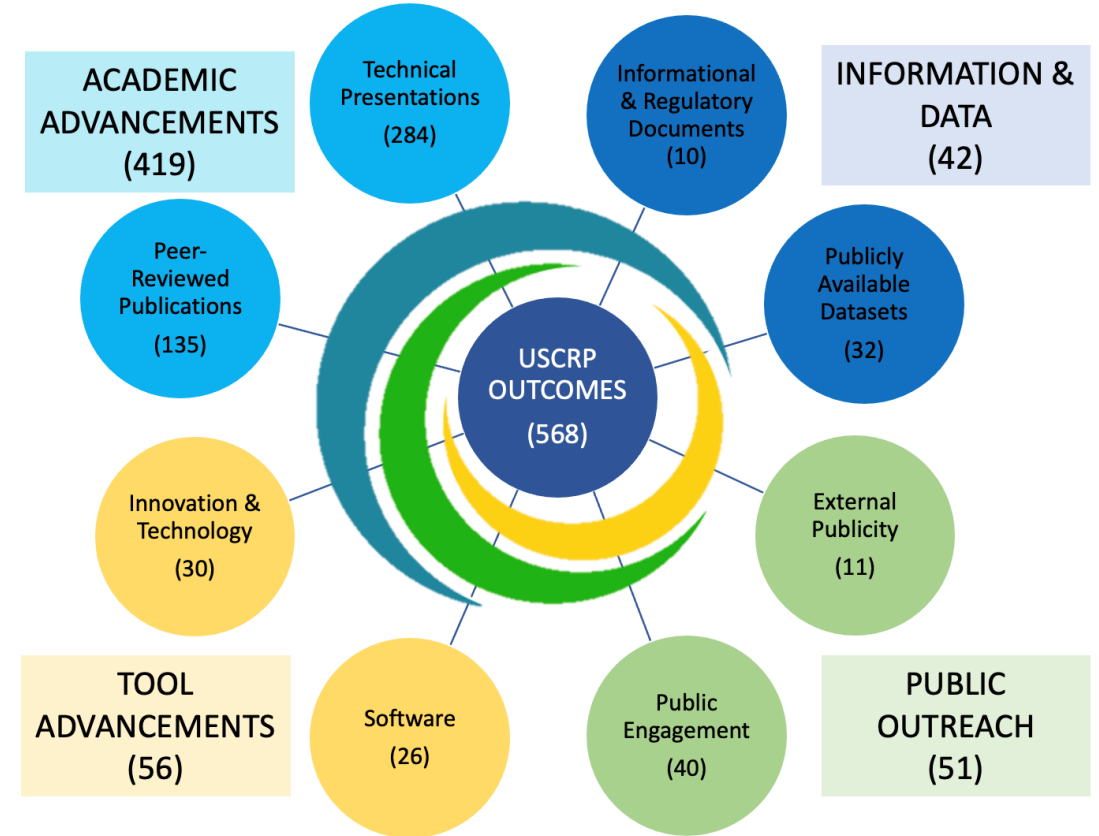 ACADEMIC
ADVANCEMENTS
(419)
Technical
Presentations
(284)
Informational
& Regulatory
Documents
(10)
INFORMATION &
DATA
(42)
Peer-
Reviewed
Publications
(135)
Publicly
Available
Datasets
(32)
USCRP
OUTCOMES
(568)
Innovation &
Technology
(30)
External
Publicity
(11)
TOOL
ADVANCEMENTS
(56)
Software
(26)
Public
Engagement
(40)
PUBLIC
OUTREACH
(51)